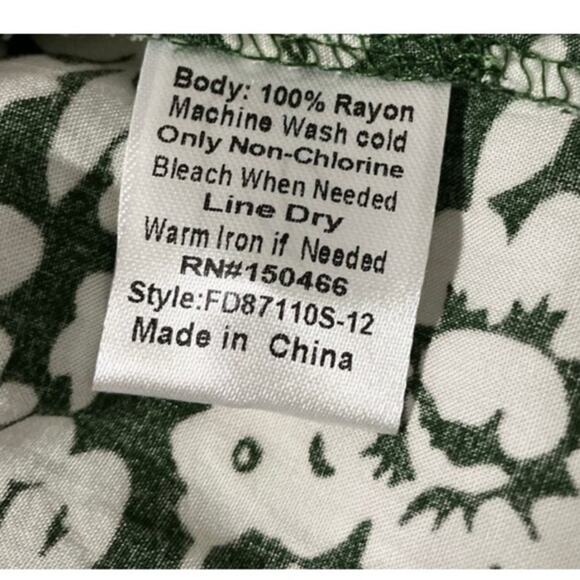 Body: 100% Rayon
Machine Wash cold
Only Non-Chlorine
Bleach When Needed
Line Dry
Warm Iron if Needed
RN#150466
Style:FD87110S-12
Made in China